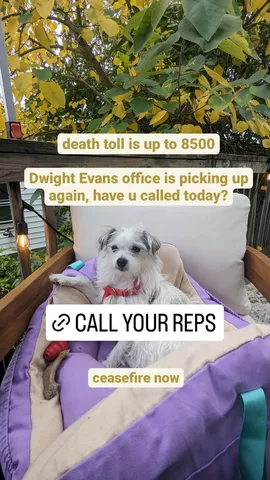 death toll is up to 8500
Dwight Evans office is picking up
again, have u called today?
CALL YOUR REPS
ceasefire now